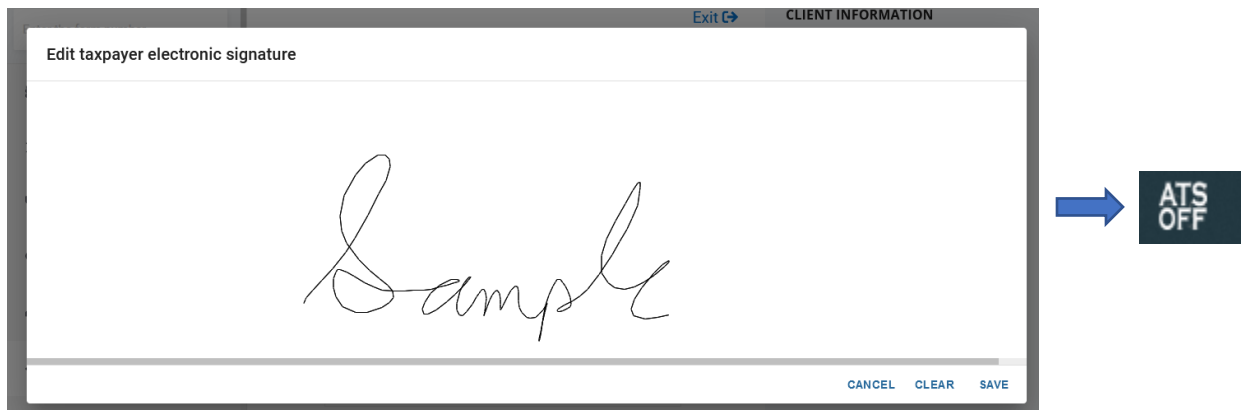 Exit
CLIENT INFORMATION
Edit taxpayer electronic signature
Sample
CANCEL CLEAR SAVE
ATS
OFF